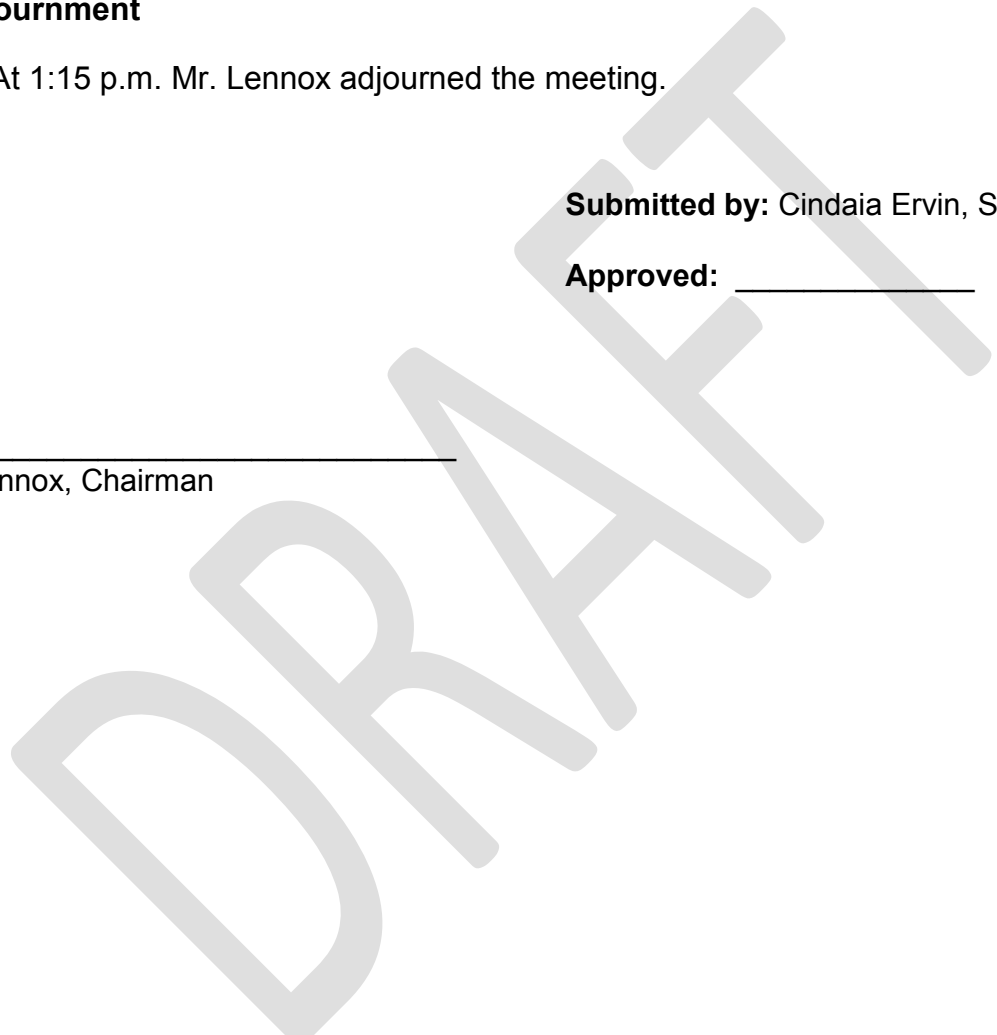 ournment
At 1:15 p.m. Mr. Lennox adjourned the meeting.
Submitted by: Cindaia Ervin, S
Approved: ______________
___________________________
nnox, Chairman
DRAFT